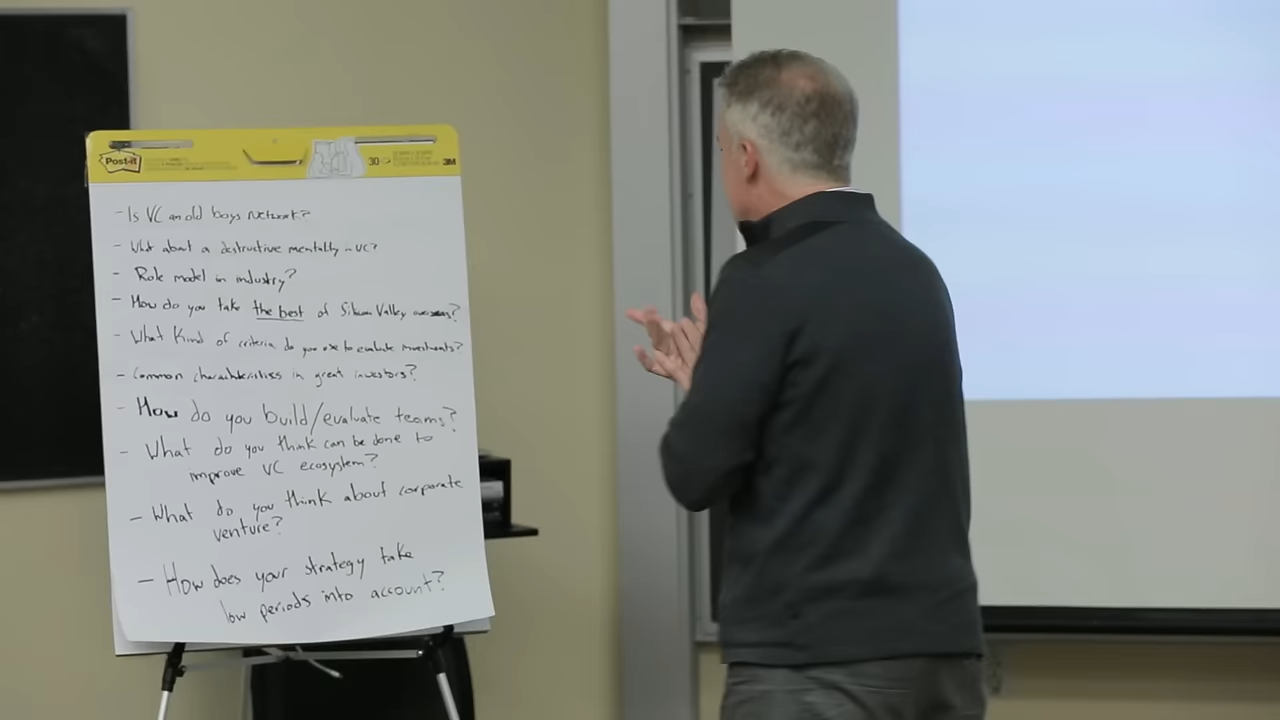 Post-it
30
3M
- Is VC an old boys network?
- What about a destructive mentality in VC?
- Role model in industry?
- How do you take the best of Silicon Valley overseas?
- What kind of criteria do you use to evaluate investments?
- Common charachteristics in great investors?
- How do you build/evaluate teams?
- What do you think can be done to
improve VC ecosystem?
- What do you think about corporate
venture?
- How does your strategy take
low periods into account?